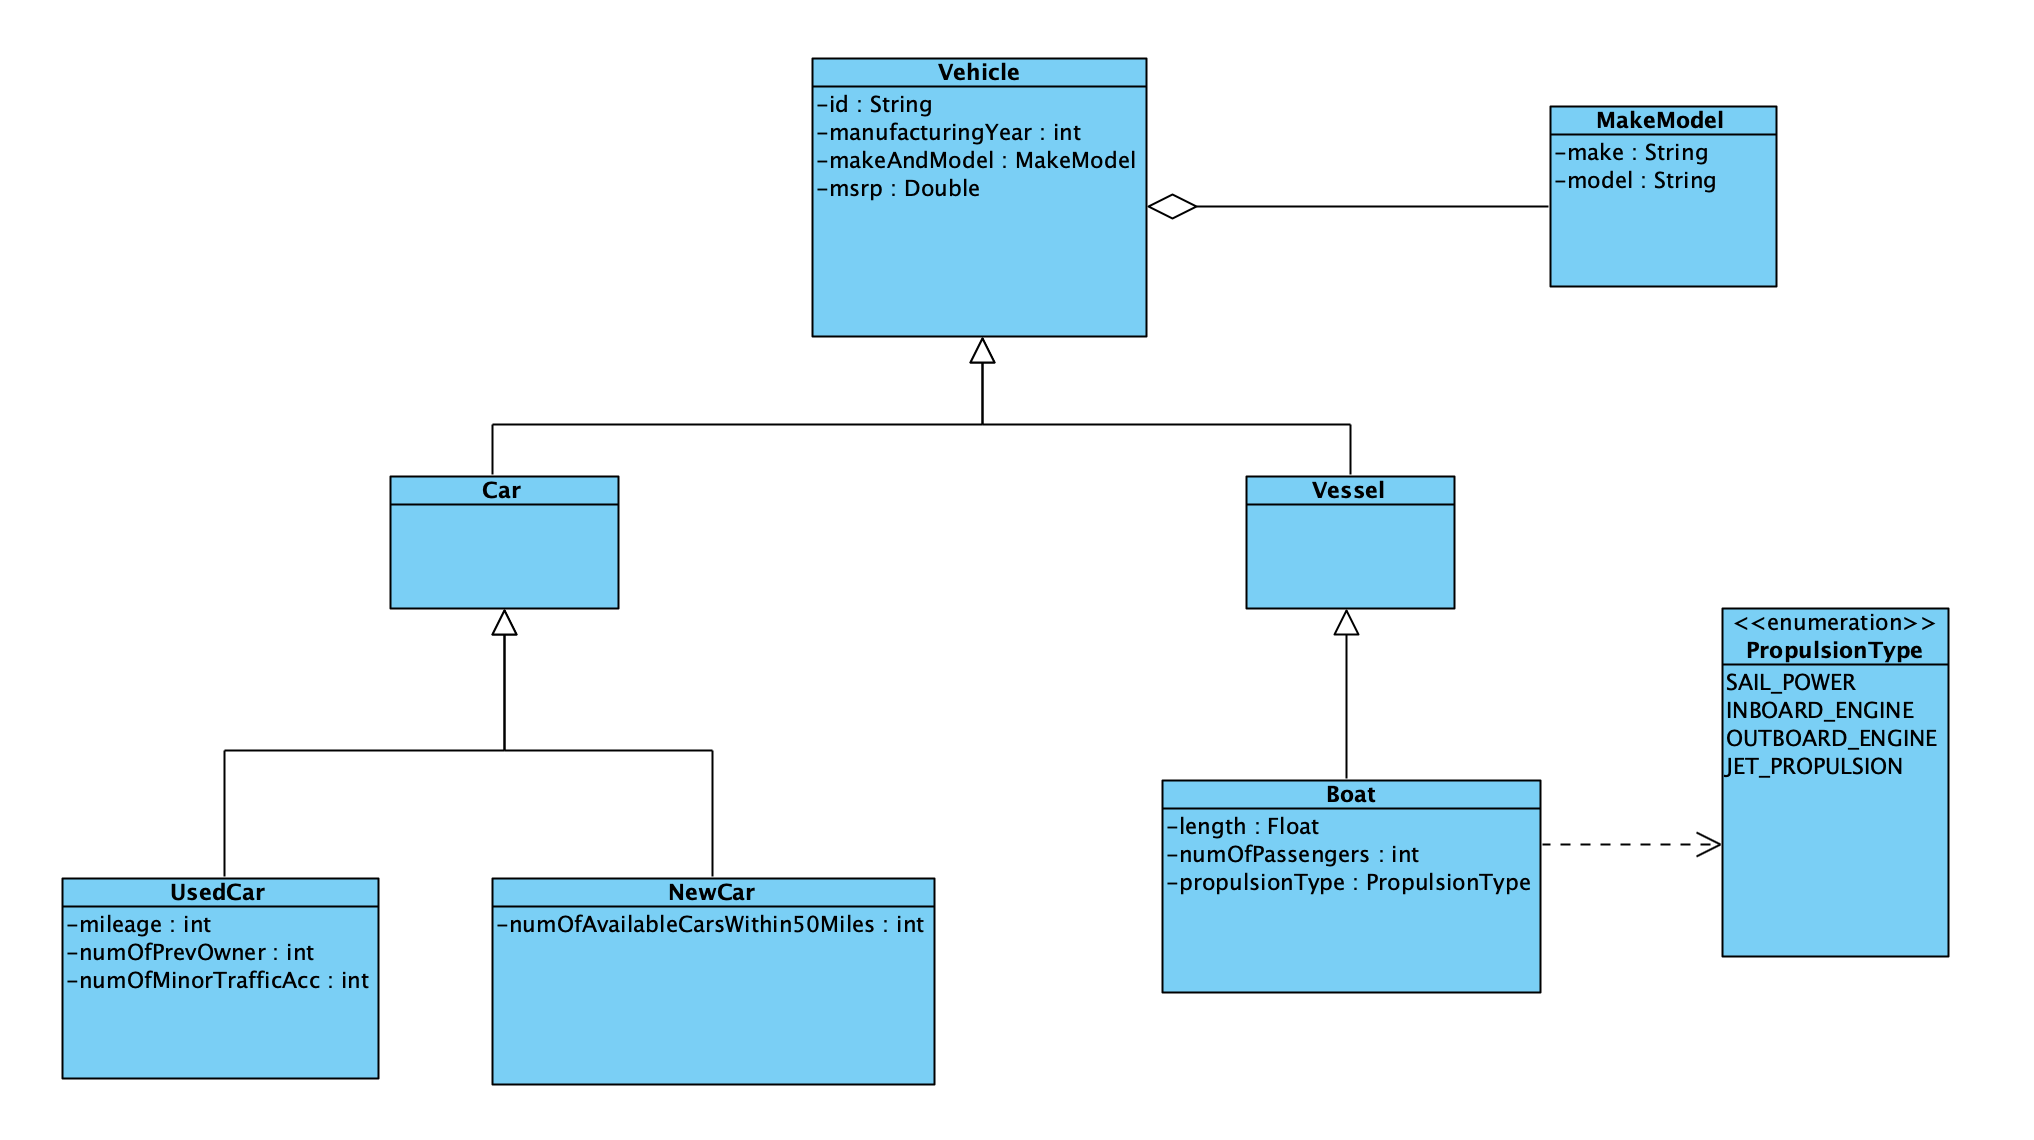 Vehicle
-id : String
-manufacturingYear : int
-makeAndModel : MakeModel
-msrp : Double
MakeModel
-make : String
-model : String
Car
Vessel
<<enumeration>>
PropulsionType
SAIL_POWER
INBOARD_ENGINE
OUTBOARD_ENGINE
JET_PROPULSION
Boat
-length : Float
-numOfPassengers : int
-propulsionType : PropulsionType
UsedCar
-mileage : int
-numOfPrevOwner : int
-numOfMinorTrafficAcc : int
NewCar
-numOfAvailableCarsWithin50Miles : int